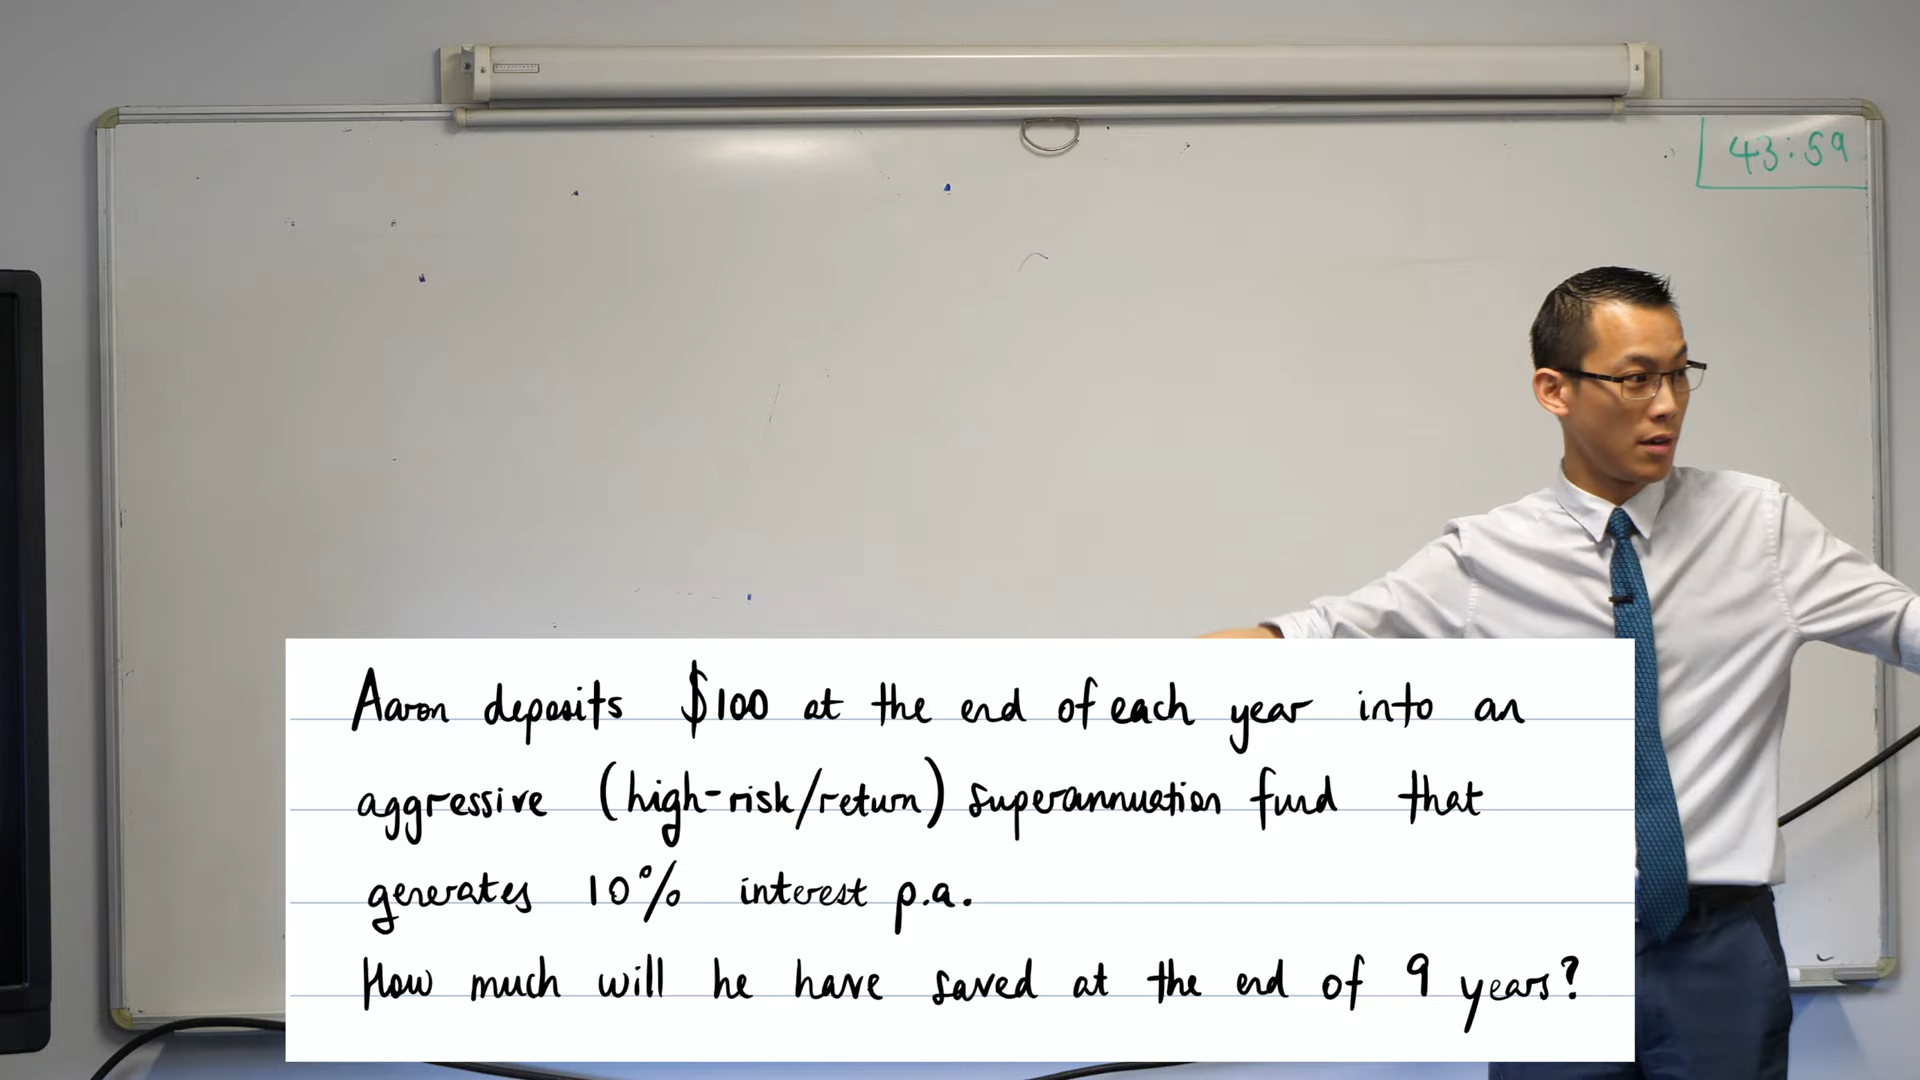 43:59
Aaron deposits $100 at the end of each year into an
aggressive (high-risk/return) superannuation fund that
generates 10% interest p.a.
How much will he have saved at the end of 9 years?